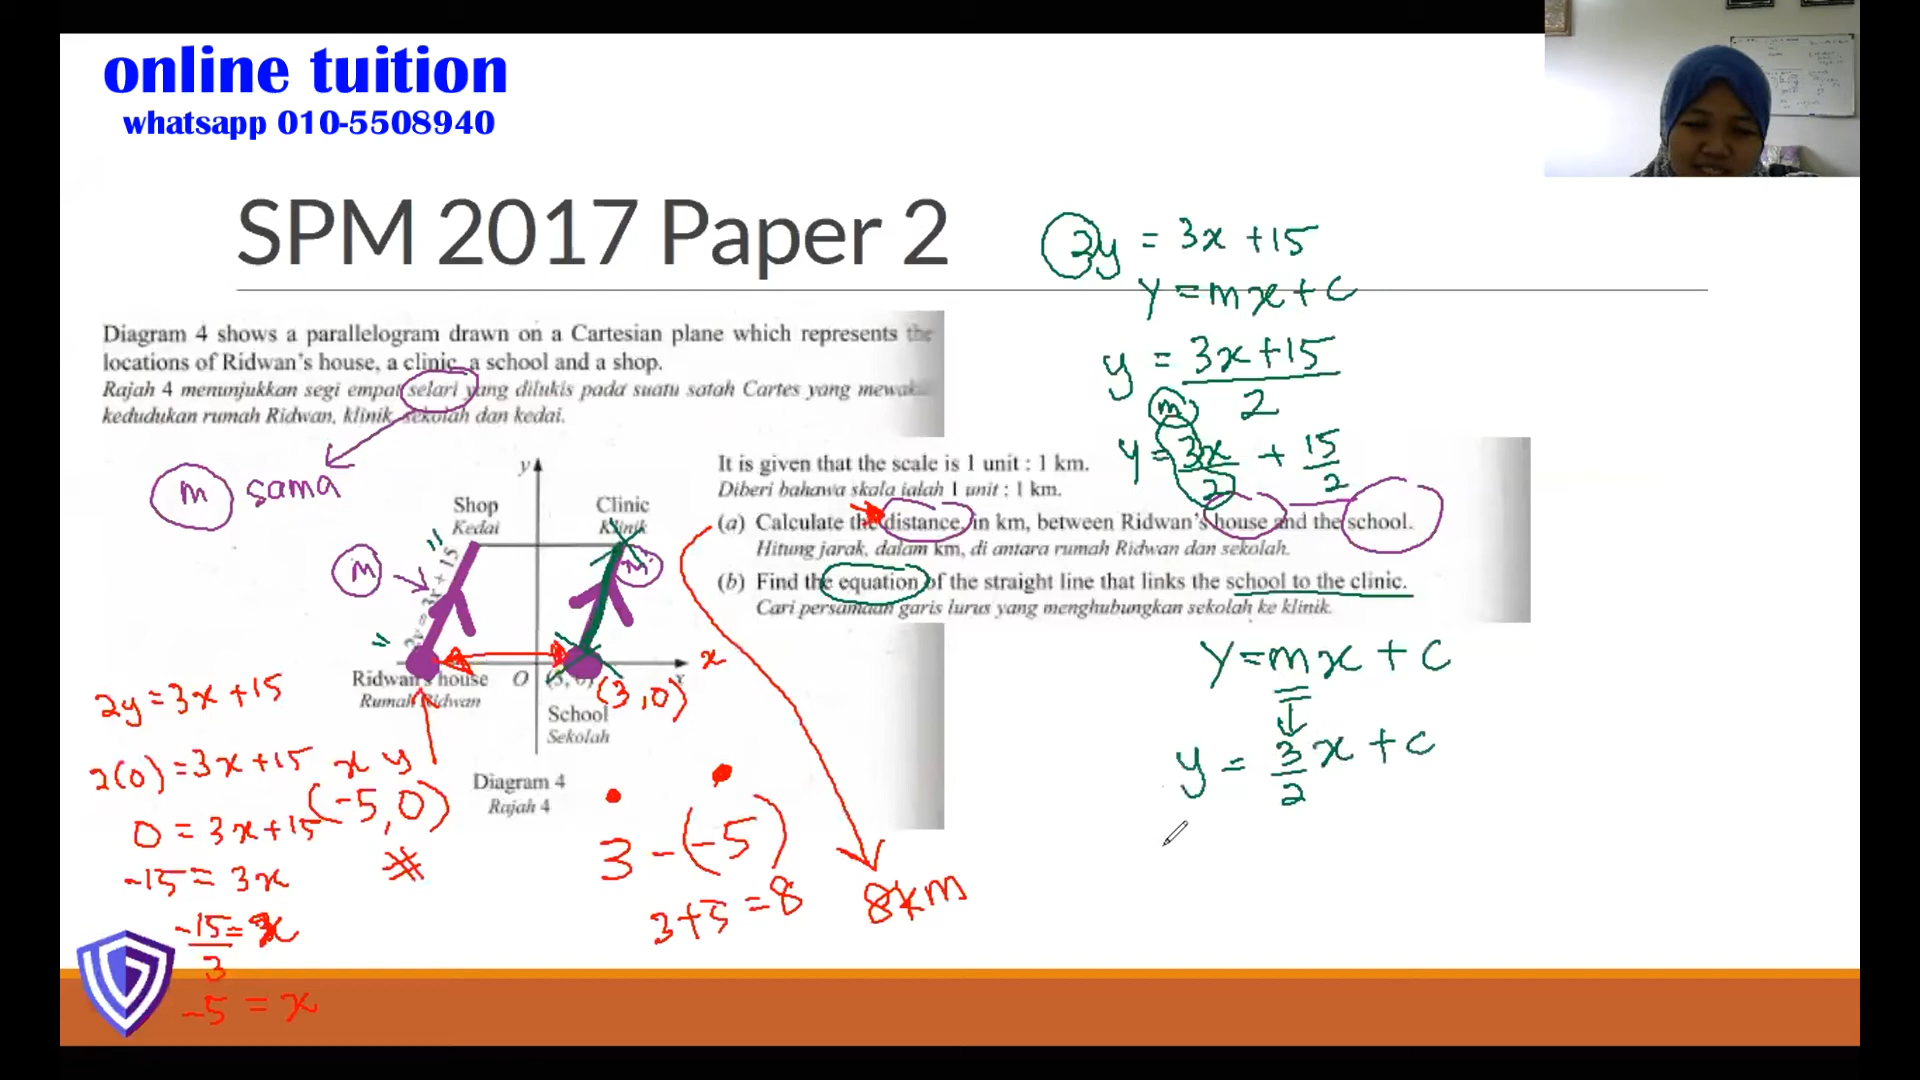 online tuition
whatsapp 010-5508940
SPM 2017 Paper 2
Diagram 4 shows a parallelogram drawn on a Cartesian plane which represents the
locations of Ridwan's house, a clinic, a school and a shop.
Rajah 4 menunjukkan segi empat selari yang dilukis pada suatu satah Cartes yang
kedudukan rumah Ridwan, klinik, sekolah dan kedai.
m sama
y
Shop
Kedai
Clinic
Klinik
m
2y = 3x + 15
Ridwan's house
Rumah Ridwan
O
(3, 0)
x
x
(3,0)
School
Sekolah
Diagram 4
Rajah 4
It is given that the scale is 1 unit : 1 km.
Diberi bahawa skala ialah 1 unit : 1 km.
(a) Calculate the distance, in km, between Ridwan's house and the school.
Hitung jarak, dalam km, di antara rumah Ridwan dan sekolah.
(b) Find the equation of the straight line that links the school to the clinic.
Cari persamaan garis lurus yang menghubungkan sekolah ke klinik.
2y=3x+15
2(0)=3x+15
0=3x+15
-15=3x
-15/3=x
-5=x
x y
(-5,0)
3-(-5)
3+5=8
8km
2y = 3x+15
y=mx+c
y = 3x+15/2
m
y = 3x/2 + 15/2
y=mx+c
y = 3/2x+c